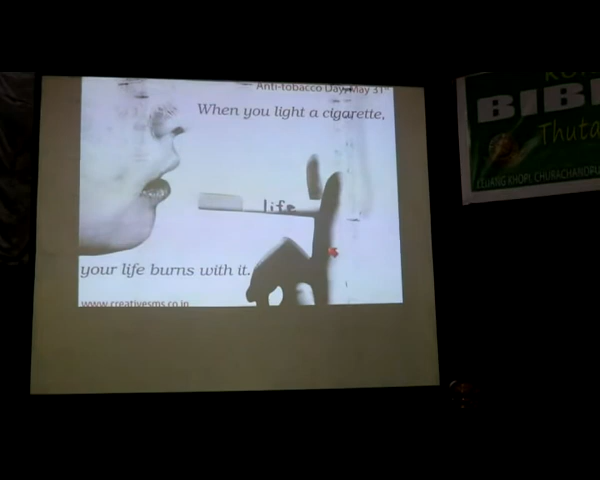 Anti-tobacco Day, May 31st
When you light a cigarette,
life
your life burns with it.
www.creativesms.co.in
BIB
Thuta